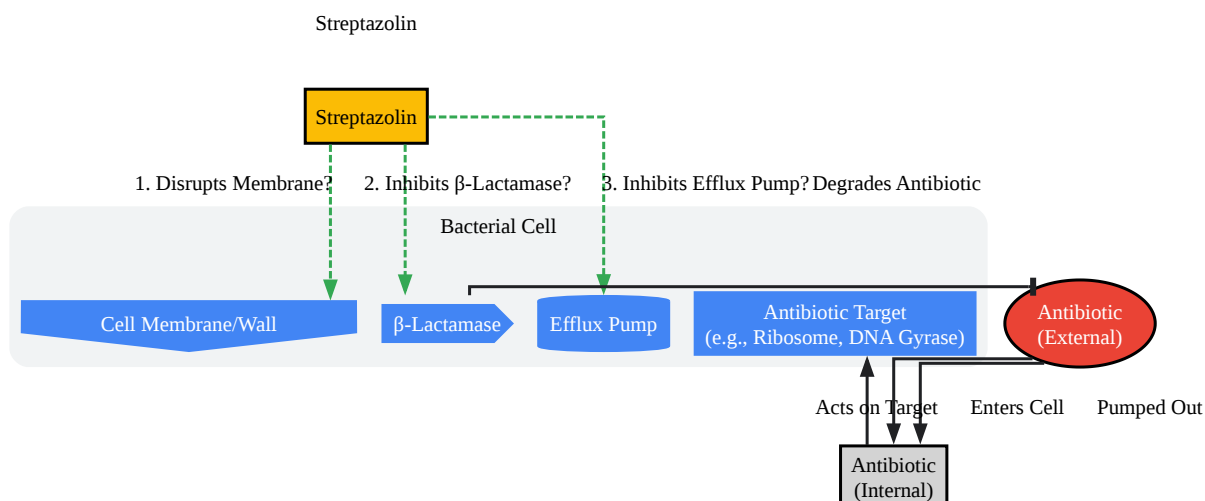 Streptazolin
Streptazolin
1. Disrupts Membrane?
2. Inhibits β-Lactamase?
3. Inhibits Efflux Pump?
Degrades Antibiotic
Bacterial Cell
Cell Membrane/Wall
β-Lactamase
Efflux Pump
Antibiotic Target
(e.g., Ribosome, DNA Gyrase)
Antibiotic
(External)
Acts on Target
Enters Cell
Pumped Out
Antibiotic
(Internal)